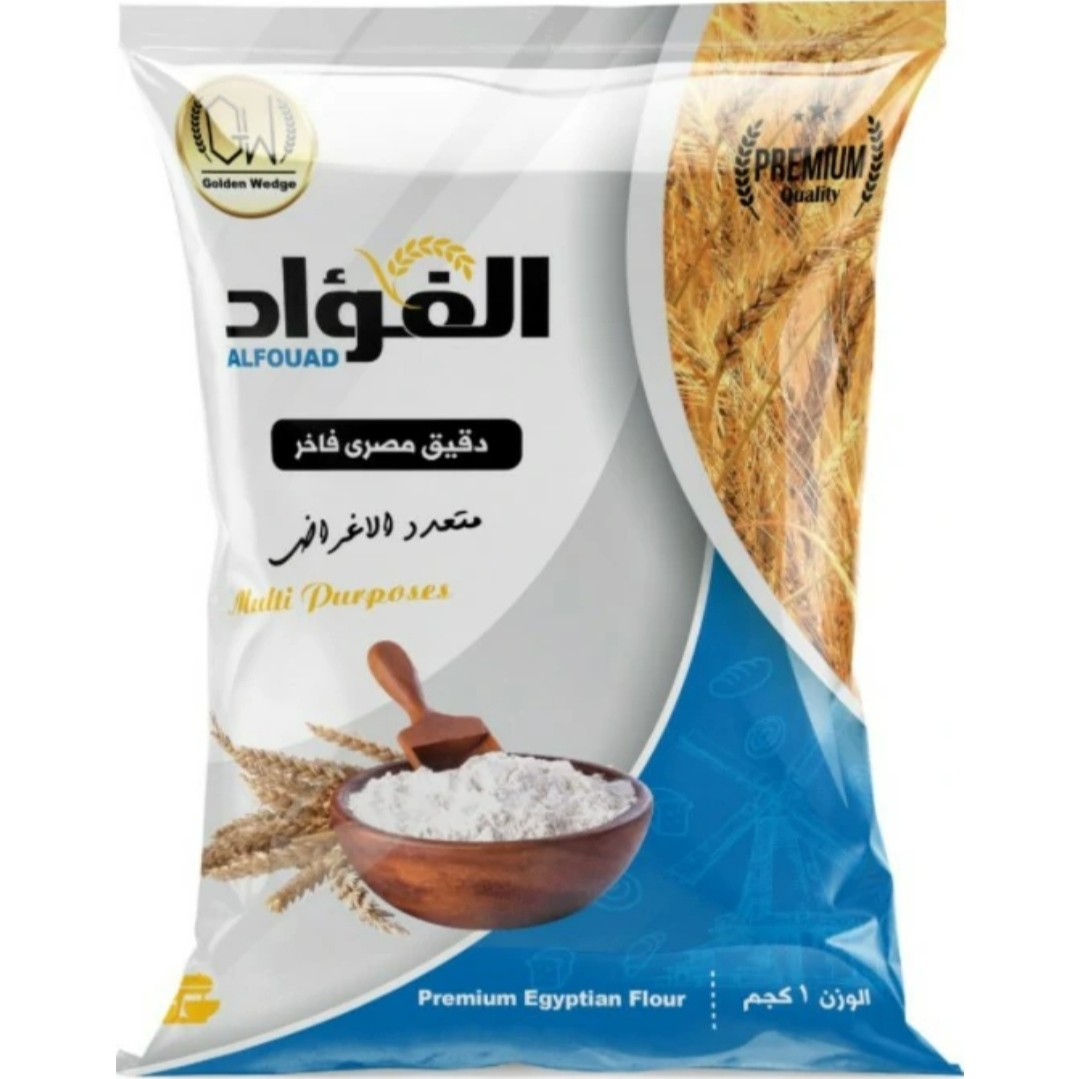 GW
Golden Wedge
PREMIUM
Quality
الفؤاد
ALFOUAD
دقيق مصرى فاخر
متعدد الاغراض
Multi Purposes
Premium Egyptian Flour
الوزن ١ كجم